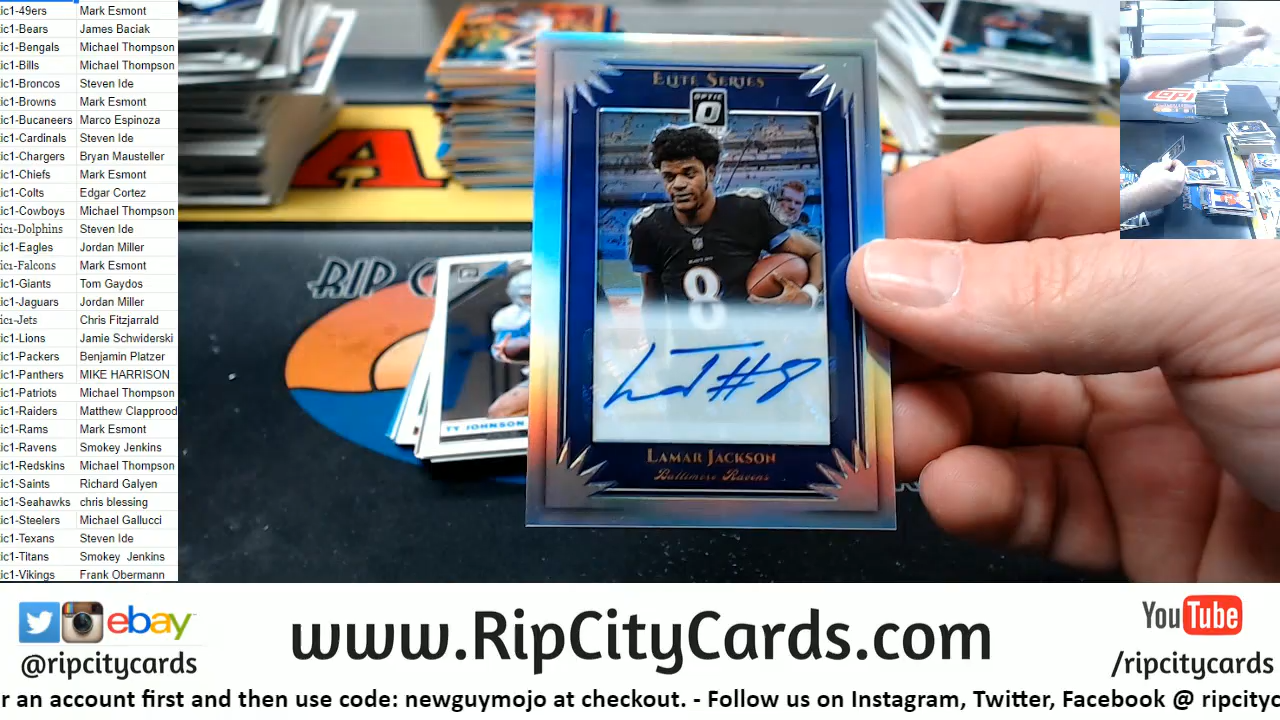 ic1-49ers Mark Esmont
ic1-Bears James Baciak
ic1-Bengals Michael Thompson
ic1-Bills Michael Thompson
ic1-Broncos Steven Ide
ic1-Browns Mark Esmont
ic1-Bucaneers Marco Espinoza
ic1-Cardinals Steven Ide
ic1-Chargers Bryan Mausteller
ic1-Chiefs Mark Esmont
ic1-Colts Edgar Cortez
ic1-Cowboys Michael Thompson
ic1-Dolphins Steven Ide
ic1-Eagles Jordan Miller
ic1-Falcons Mark Esmont
ic1-Giants Tom Gaydos
ic1-Jaguars Jordan Miller
ic1-Jets Chris Fitzjarrald
ic1-Lions Jamie Schwiderski
ic1-Packers Benjamin Platzer
ic1-Panthers MIKE HARRISON
ic1-Patriots Michael Thompson
ic1-Raiders Matthew Clapprood
ic1-Rams Mark Esmont
ic1-Ravens Smokey Jenkins
ic1-Redskins Michael Thompson
ic1-Saints Richard Galyen
ic1-Seahawks chris blessing
ic1-Steelers Michael Gallucci
ic1-Texans Steven Ide
ic1-Titans Smokey Jenkins
ic1-Vikings Frank Obermann
A
RIP C
TY JOHNSON
ELITE SERIES
OPTIC
8
#8
LAMAR JACKSON
Baltimore Ravens
ebay
@ripcitycards
www.RipCityCards.com
YouTube
/ripcitycards
r an account first and then use code: newguymojo at checkout. - Follow us on Instagram, Twitter, Facebook @ ripcityc